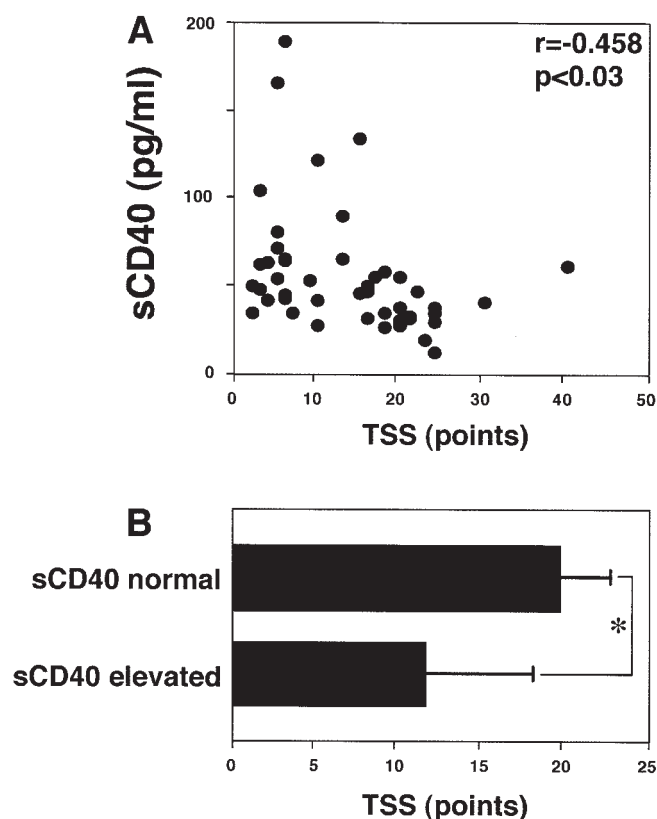 A
r=-0.458
p<0.03
sCD40 (pg/ml)
200
100
0
0 10 20 30 40 50
TSS (points)
B
sCD40 normal
sCD40 elevated
*
0 5 10 15 20 25
TSS (points)